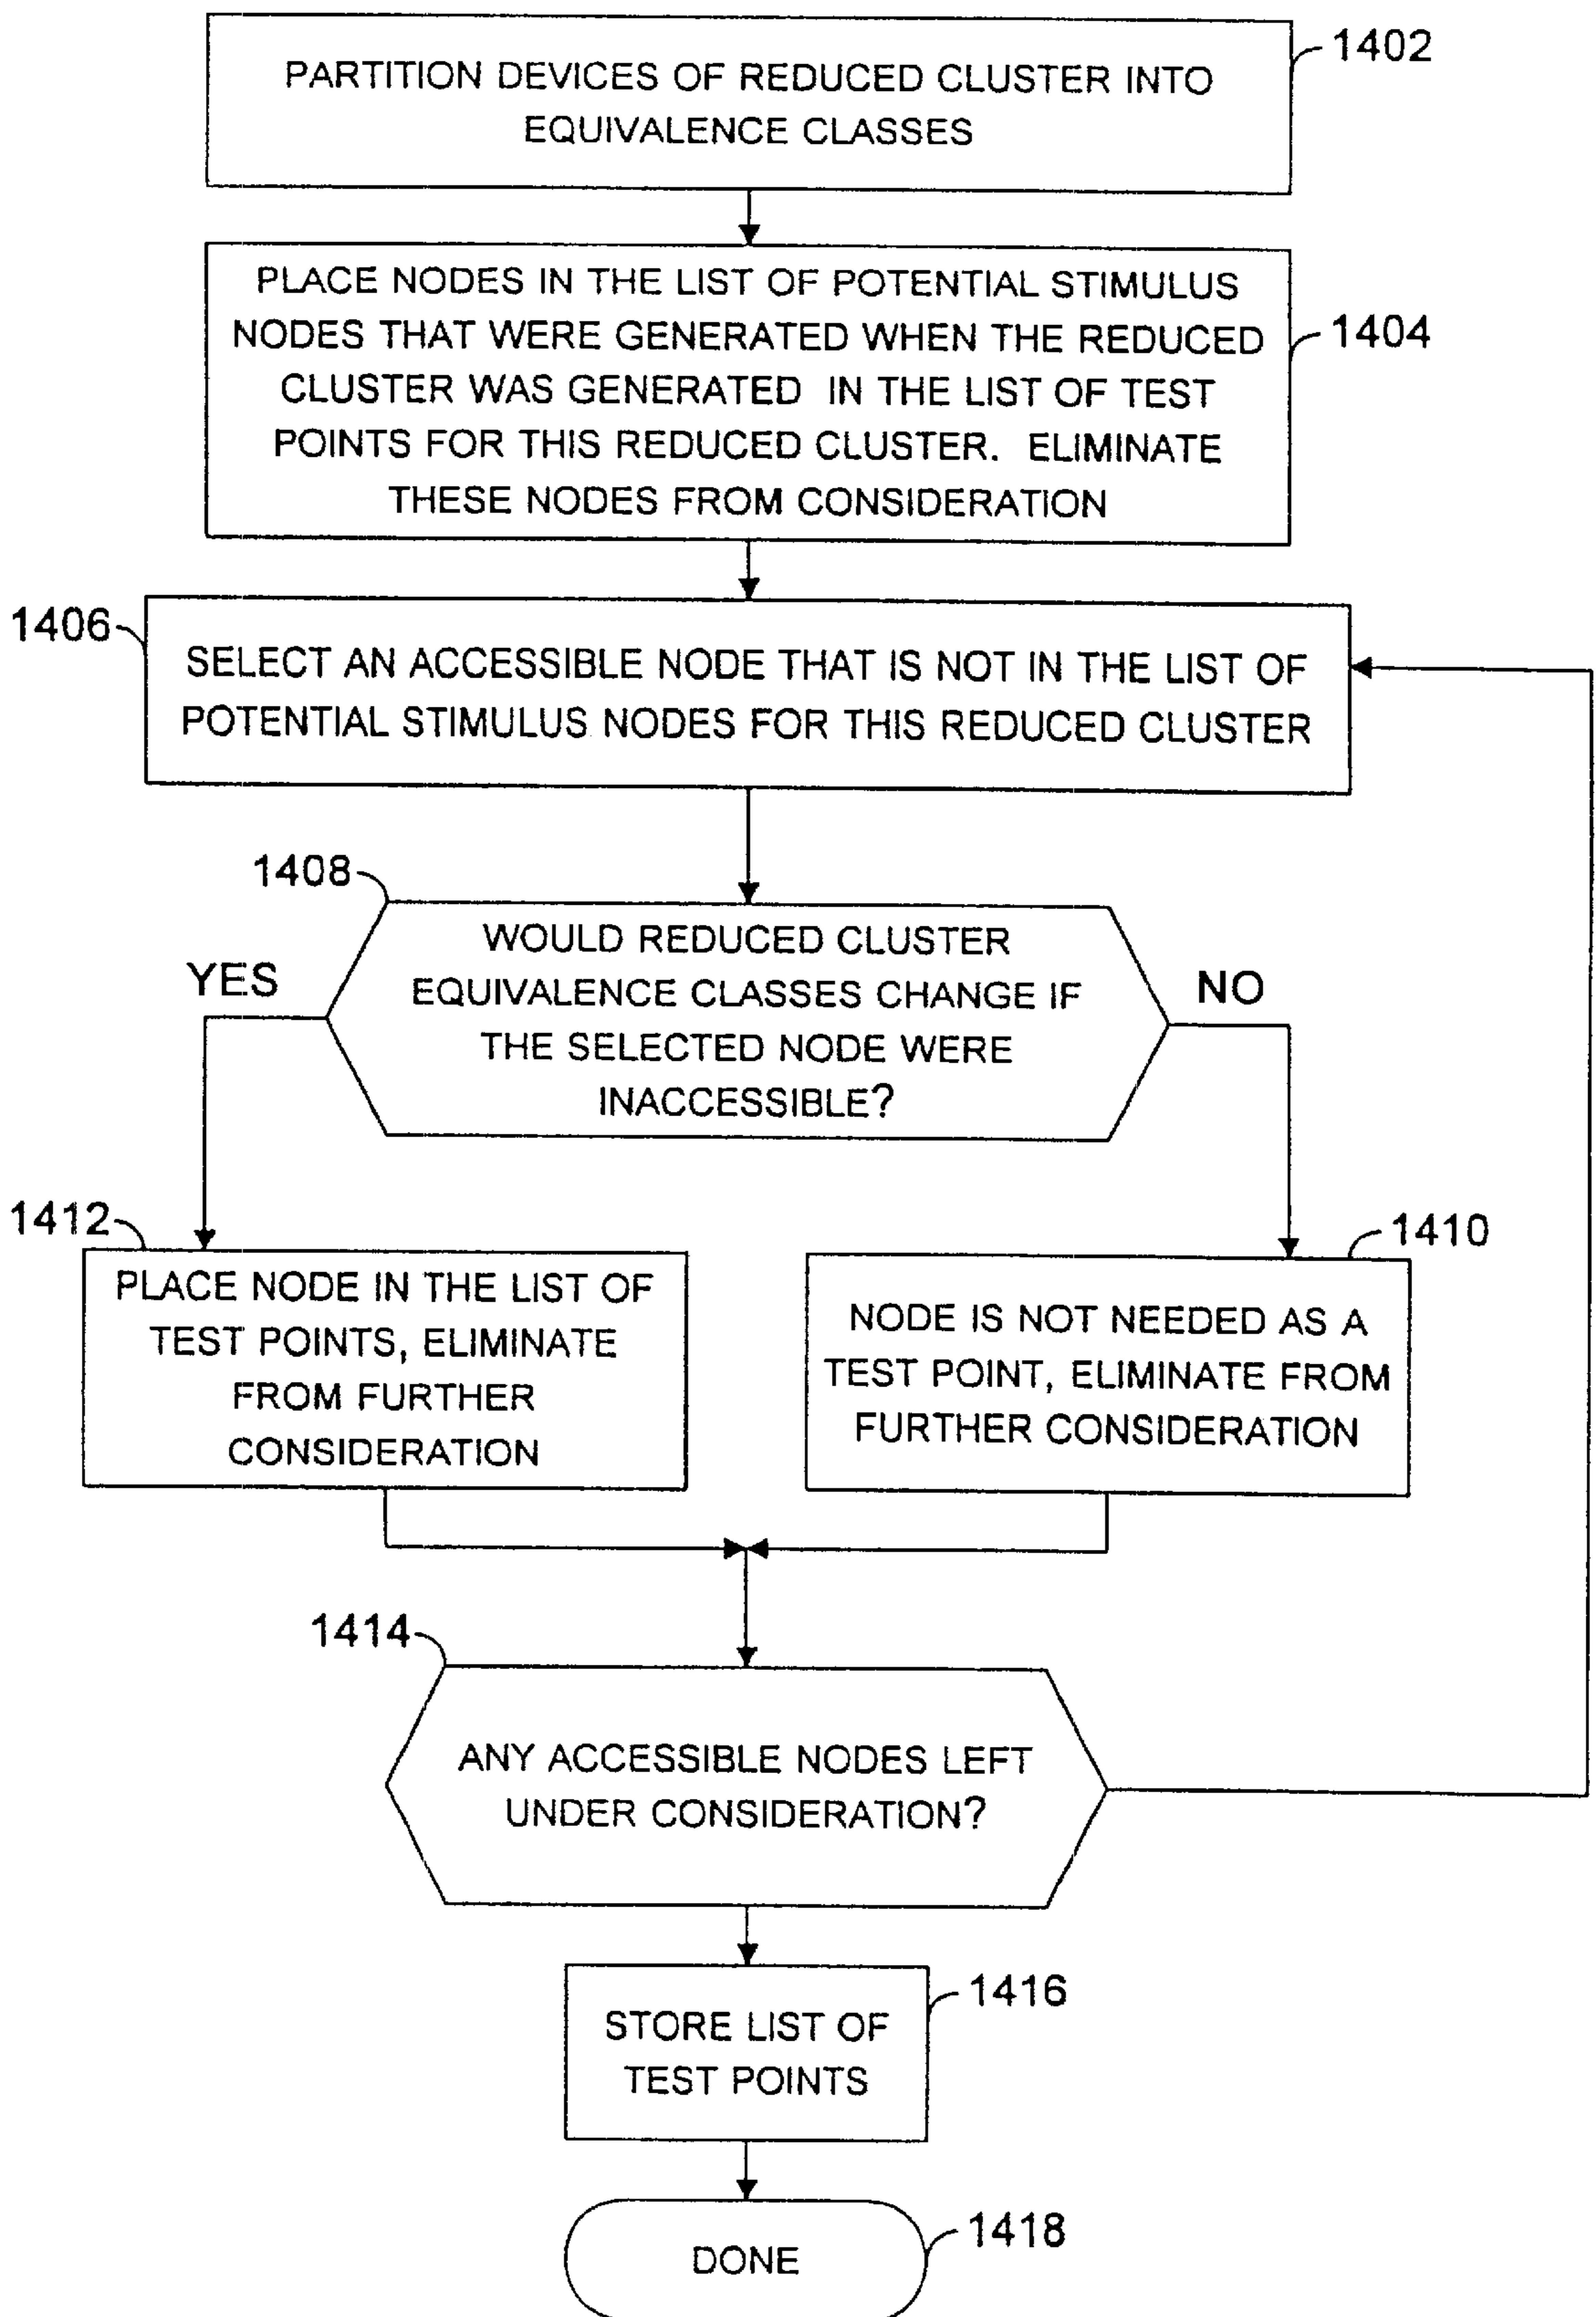 1402
PARTITION DEVICES OF REDUCED CLUSTER INTO
EQUIVALENCE CLASSES
PLACE NODES IN THE LIST OF POTENTIAL STIMULUS
NODES THAT WERE GENERATED WHEN THE REDUCED
CLUSTER WAS GENERATED IN THE LIST OF TEST
POINTS FOR THIS REDUCED CLUSTER. ELIMINATE
THESE NODES FROM CONSIDERATION
1404
1406
SELECT AN ACCESSIBLE NODE THAT IS NOT IN THE LIST OF
POTENTIAL STIMULUS NODES FOR THIS REDUCED CLUSTER
1408
WOULD REDUCED CLUSTER
EQUIVALENCE CLASSES CHANGE IF
THE SELECTED NODE WERE
INACCESSIBLE?
YES
NO
1412
PLACE NODE IN THE LIST OF
TEST POINTS, ELIMINATE
FROM FURTHER
CONSIDERATION
1410
NODE IS NOT NEEDED AS A
TEST POINT, ELIMINATE FROM
FURTHER CONSIDERATION
1414
ANY ACCESSIBLE NODES LEFT
UNDER CONSIDERATION?
1416
STORE LIST OF
TEST POINTS
1418
DONE